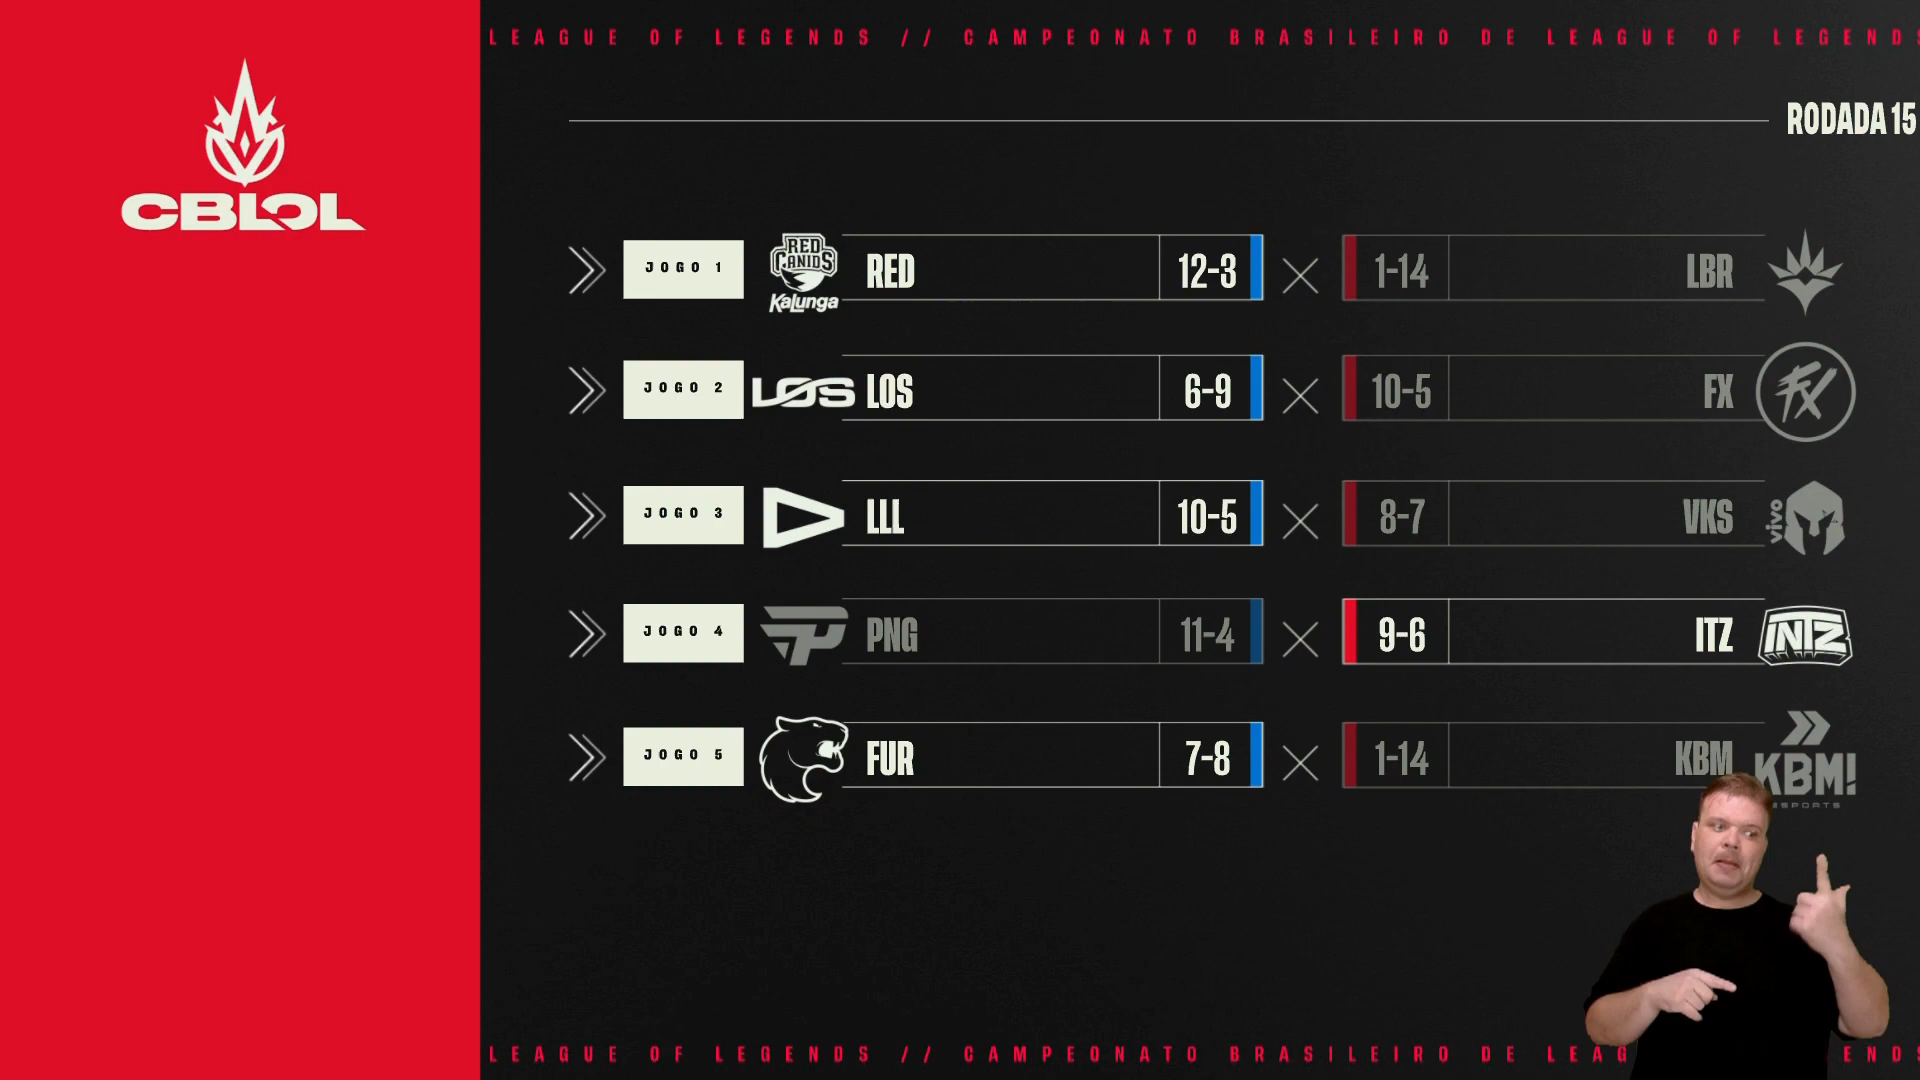 LEAGUE OF LEGENDS // CAMPEONATO BRASILEIRO DE LEAGUE OF LEGENDS
CBLOL
RODADA 15
JOGO 1 RED CANIDS Kalunga RED 12-3 1-14 LBR
JOGO 2 LOS LOS 6-9 10-5 FX FX
JOGO 3 LLL 10-5 8-7 VKS vivo
JOGO 4 PNG 11-4 9-6 ITZ INTZ
JOGO 5 FUR 7-8 1-14 KBM KBM! ESPORTS
LEAGUE OF LEGENDS // CAMPEONATO BRASILEIRO DE LEAG ENDS